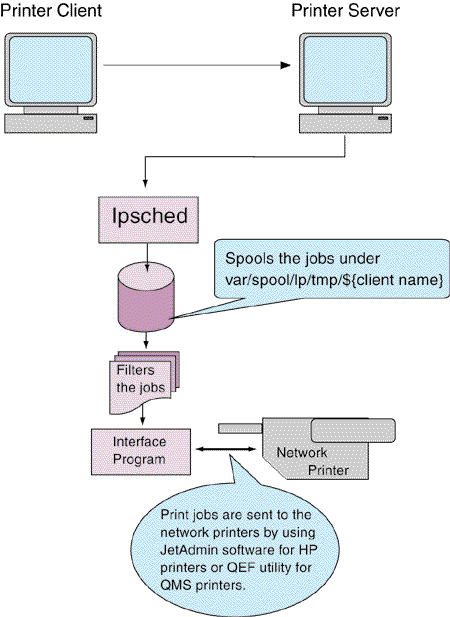 Printer Client
Printer Server
lpsched
Spools the jobs under
var/spool/lp/tmp/${client name}
Filters
the jobs
Interface
Program
Network
Printer
Print jobs are sent to the
network printers by using
JetAdmin software for HP
printers or QEF utility for
QMS printers.